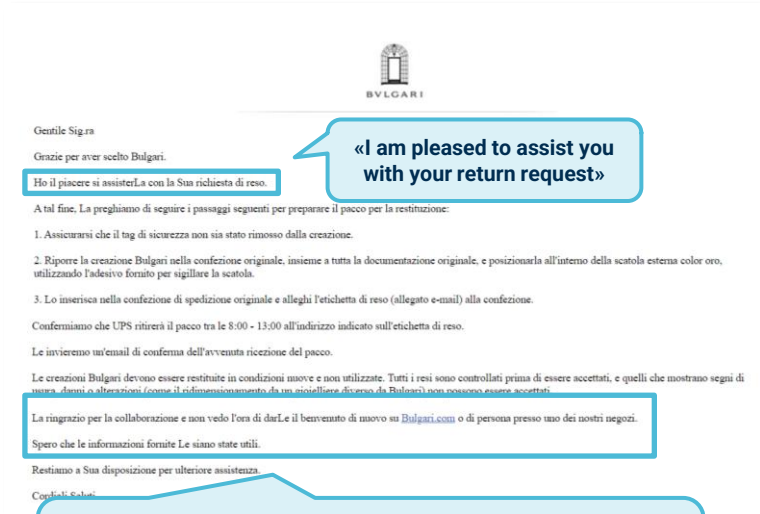 BVLGARI
Gentile Sig.ra
Grazie per aver scelto Bulgari.
«I am pleased to assist you
with your return request»
Ho il piacere si assisterLa con la Sua richiesta di reso.
A tal fine, La preghiamo di seguire i passaggi seguenti per preparare il pacco per la restituzione:
1. Assicurarsi che il tag di sicurezza non sia stato rimosso dalla creazione.
2. Riporre la creazione Bulgari nella confezione originale, insieme a tutta la documentazione originale, e posizionarla all'interno della scatola esterna color oro,
utilizzando l'adesivo fornito per sigillare la scatola.
3. Lo inserisca nella confezione di spedizione originale e alleghi l'etichetta di reso (allegato e-mail) alla confezione.
Confermiamo che UPS ritirerà il pacco tra le 8:00 - 13:00 all'indirizzo indicato sull'etichetta di reso.
Le invieremo un'email di conferma dell'avvenuta ricezione del pacco.
Le creazioni Bulgari devono essere restituite in condizioni nuove e non utilizzate. Tutti i resi sono controllati prima di essere accettati, e quelli che mostrano segni di
usura, danni o alterazioni (come il ridimensionamento da un gioielliere diverso da Bulgari) non possono essere accettati.
La ringrazio per la collaborazione e non vedo l'ora di darLe il benvenuto di nuovo su Bulgari.com o di persona presso uno dei nostri negozi.
Spero che le informazioni fornite Le siano state utili.
Restiamo a Sua disposizione per ulteriore assistenza.
Cordiali Saluti